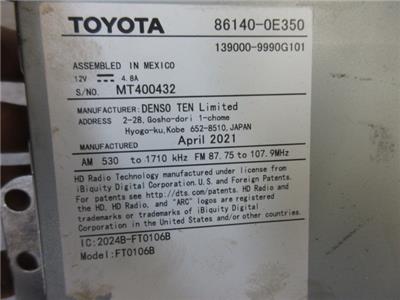 TOYOTA 86140-0E350
139000-9990G101
ASSEMBLED IN MEXICO
12V ⎓ 4.8A
S/NO. MT400432
MANUFACTURER: DENSO TEN Limited
ADDRESS 2-28, Gosho-dori 1-chome
Hyogo-ku, Kobe 652-8510, JAPAN
MANUFACTURED April 2021
AM 530 to 1710 kHz FM 87.75 to 107.9MHz
HD Radio Technology manufactured under license from
iBiquity Digital Corporation. U.S. and Foreign Patents.
For patents see http://dts.com/patents. HD Radio
and the HD, HD Radio, and "ARC" logos are registered
trademarks or trademarks of iBiquity Digital
Corporation in the United States and/or other countries.
IC: 2024B-FT0106B
Model: FT0106B